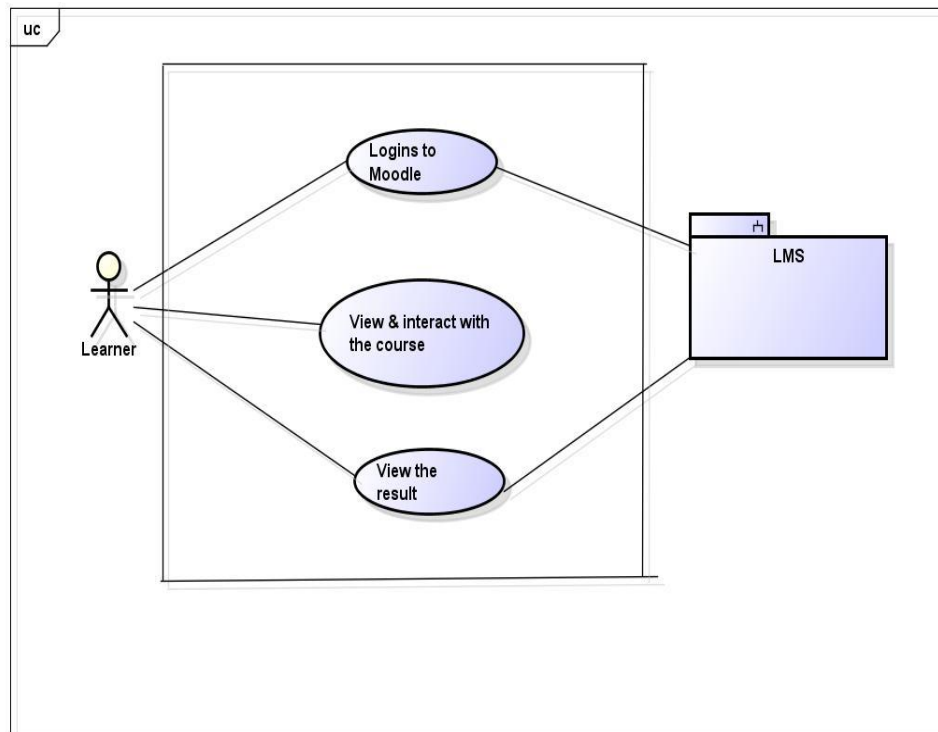 uc
Logins to
Moodle
LMS
View & interact with
the course
Learner
View the
result